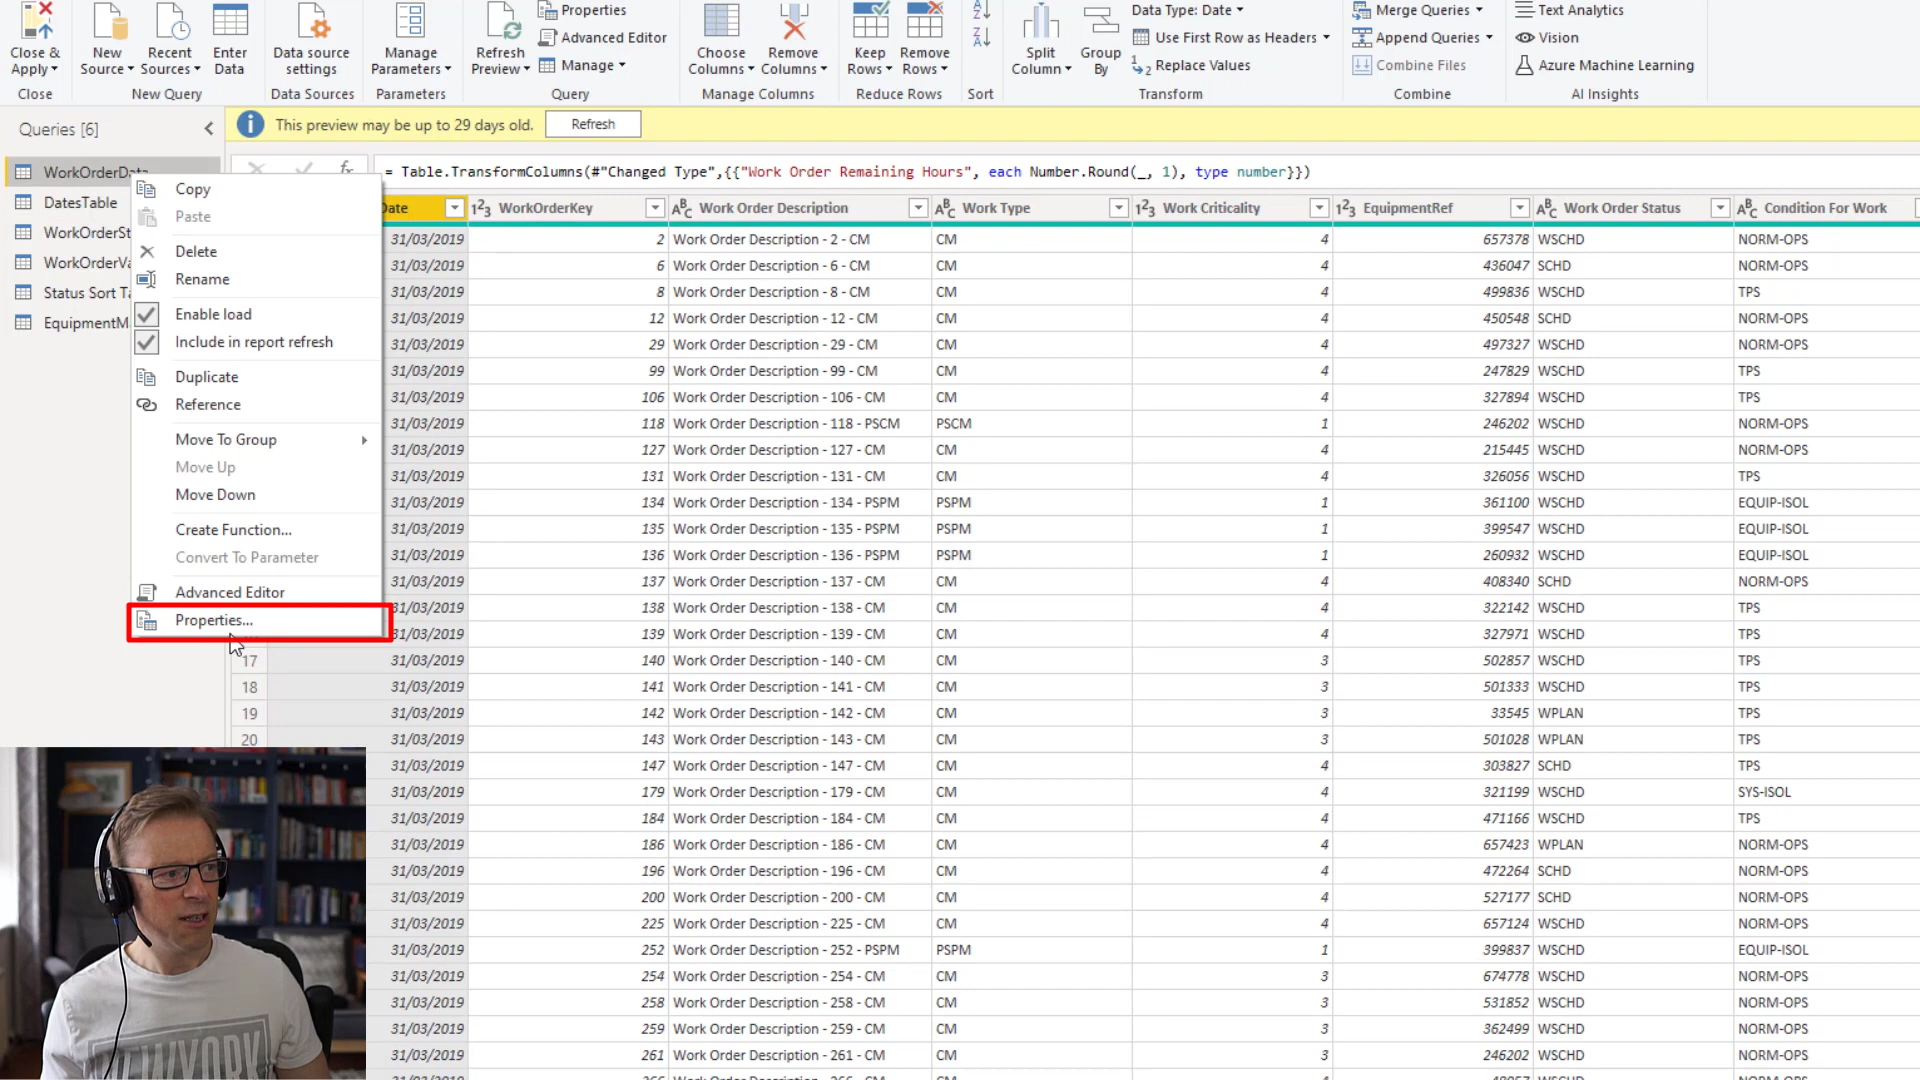 Close &
Apply
Close
New
Source
Recent
Sources
Enter
Data
New Query
Data source
settings
Data Sources
Manage
Parameters
Parameters
Refresh
Preview
Properties
Advanced Editor
Manage
Query
Choose
Columns
Remove
Columns
Manage Columns
Keep
Rows
Remove
Rows
Reduce Rows
Sort
Split
Column
Group
By
Data Type: Date
Use First Row as Headers
Replace Values
Transform
Merge Queries
Append Queries
Combine Files
Combine
Text Analytics
Vision
Azure Machine Learning
AI Insights
Queries [6]
This preview may be up to 29 days old. Refresh
WorkOrderData
DatesTable
WorkOrderSt
WorkOrderVa
Status Sort Ta
EquipmentM
Copy
Paste
Delete
Rename
Enable load
Include in report refresh
Duplicate
Reference
Move To Group
Move Up
Move Down
Create Function...
Convert To Parameter
Advanced Editor
Properties...
fx = Table.TransformColumns(#"Changed Type",{{"Work Order Remaining Hours", each Number.Round(_, 1), type number}})
Date 123 WorkOrderKey ABC Work Order Description ABC Work Type 123 Work Criticality 123 EquipmentRef ABC Work Order Status ABC Condition For Work
31/03/2019 2 Work Order Description - 2 - CM CM 4 657378 WSCHD NORM-OPS
31/03/2019 6 Work Order Description - 6 - CM CM 4 436047 SCHD NORM-OPS
31/03/2019 8 Work Order Description - 8 - CM CM 4 499836 WSCHD TPS
31/03/2019 12 Work Order Description - 12 - CM CM 4 450548 SCHD NORM-OPS
31/03/2019 29 Work Order Description - 29 - CM CM 4 497327 WSCHD NORM-OPS
31/03/2019 99 Work Order Description - 99 - CM CM 4 247829 WSCHD TPS
31/03/2019 106 Work Order Description - 106 - CM CM 4 327894 WSCHD TPS
31/03/2019 118 Work Order Description - 118 - PSCM PSCM 1 246202 WSCHD NORM-OPS
31/03/2019 127 Work Order Description - 127 - CM CM 4 215445 WSCHD NORM-OPS
31/03/2019 131 Work Order Description - 131 - CM CM 4 326056 WSCHD TPS
31/03/2019 134 Work Order Description - 134 - PSPM PSPM 1 361100 WSCHD EQUIP-ISOL
31/03/2019 135 Work Order Description - 135 - PSPM PSPM 1 399547 WSCHD EQUIP-ISOL
31/03/2019 136 Work Order Description - 136 - PSPM PSPM 1 260932 WSCHD EQUIP-ISOL
31/03/2019 137 Work Order Description - 137 - CM CM 4 408340 SCHD NORM-OPS
31/03/2019 138 Work Order Description - 138 - CM CM 4 322142 WSCHD TPS
31/03/2019 139 Work Order Description - 139 - CM CM 4 327971 WSCHD TPS
17 31/03/2019 140 Work Order Description - 140 - CM CM 3 502857 WSCHD TPS
18 31/03/2019 141 Work Order Description - 141 - CM CM 3 501333 WSCHD TPS
19 31/03/2019 142 Work Order Description - 142 - CM CM 3 33545 WPLAN TPS
20 31/03/2019 143 Work Order Description - 143 - CM CM 3 501028 WPLAN TPS
31/03/2019 147 Work Order Description - 147 - CM CM 4 303827 SCHD TPS
31/03/2019 179 Work Order Description - 179 - CM CM 4 321199 WSCHD SYS-ISOL
31/03/2019 184 Work Order Description - 184 - CM CM 4 471166 WSCHD TPS
31/03/2019 186 Work Order Description - 186 - CM CM 4 657423 WPLAN NORM-OPS
31/03/2019 196 Work Order Description - 196 - CM CM 4 472264 SCHD NORM-OPS
31/03/2019 200 Work Order Description - 200 - CM CM 4 527177 SCHD NORM-OPS
31/03/2019 225 Work Order Description - 225 - CM CM 4 657124 WSCHD NORM-OPS
31/03/2019 252 Work Order Description - 252 - PSPM PSPM 1 399837 WSCHD EQUIP-ISOL
31/03/2019 254 Work Order Description - 254 - CM CM 3 674778 WSCHD NORM-OPS
31/03/2019 258 Work Order Description - 258 - CM CM 3 531852 WSCHD NORM-OPS
31/03/2019 259 Work Order Description - 259 - CM CM 3 362499 WSCHD NORM-OPS
31/03/2019 261 Work Order Description - 261 - CM CM 3 246202 WSCHD NORM-OPS